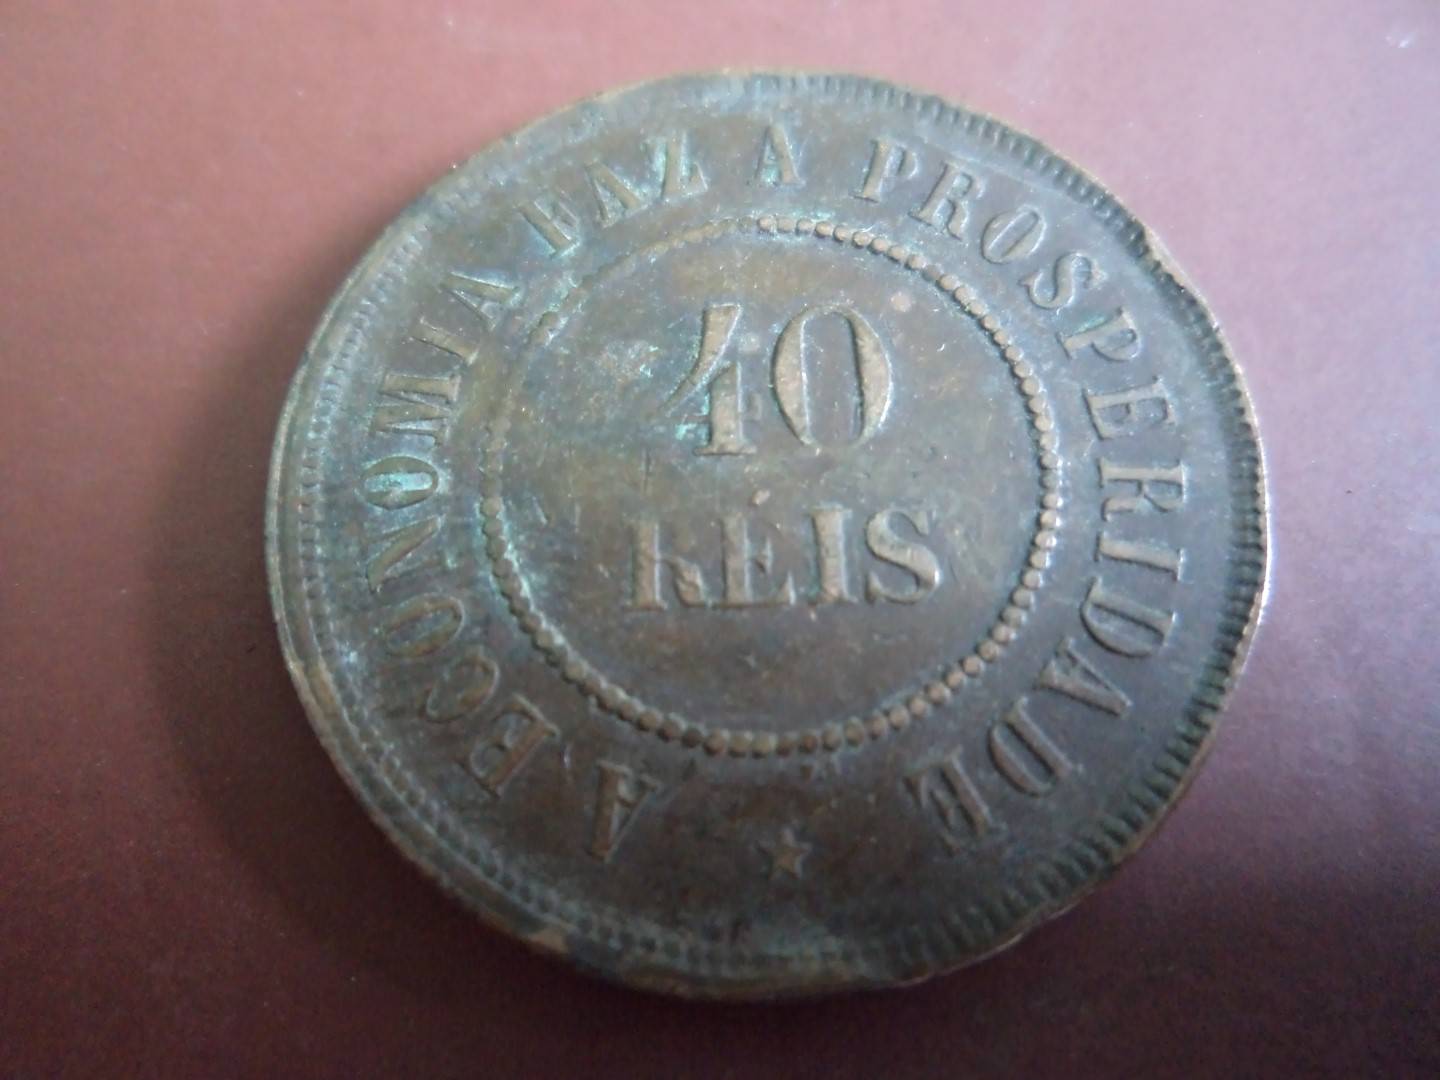 A ECONOMIA FAZ A PROSPERIDADE
40
RÉIS